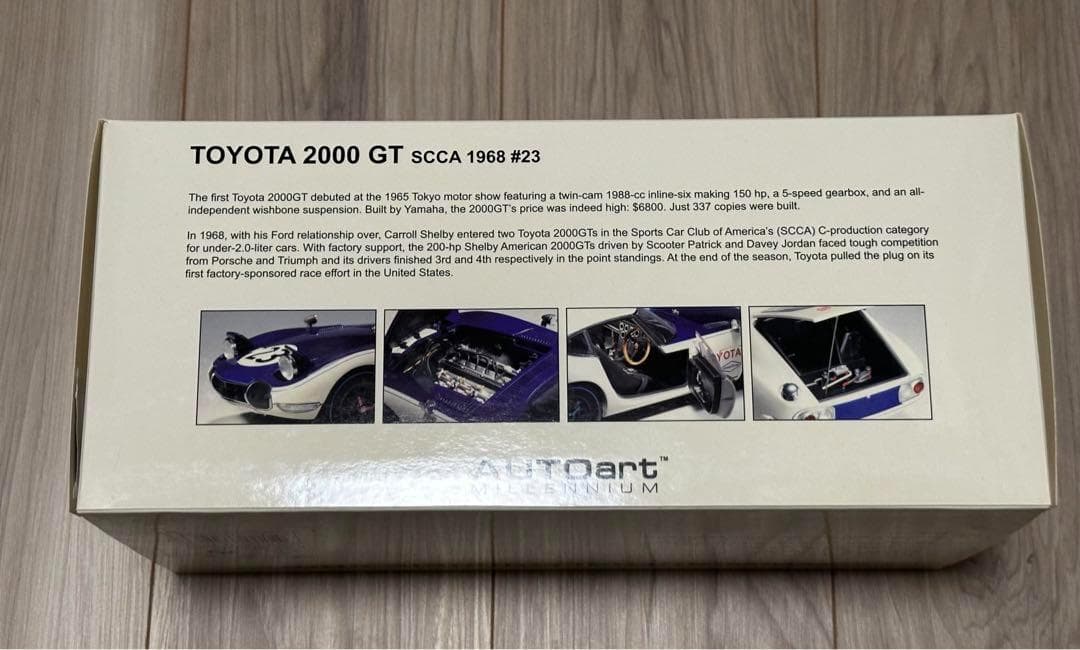 TOYOTA 2000 GT SCCA 1968 #23
The first Toyota 2000GT debuted at the 1965 Tokyo motor show featuring a twin-cam 1988-cc inline-six making 150 hp, a 5-speed gearbox, and an all-
independent wishbone suspension. Built by Yamaha, the 2000GT's price was indeed high: $6800. Just 337 copies were built.
In 1968, with his Ford relationship over, Carroll Shelby entered two Toyota 2000GTs in the Sports Car Club of America's (SCCA) C-production category
for under-2.0-liter cars. With factory support, the 200-hp Shelby American 2000GTs driven by Scooter Patrick and Davey Jordan faced tough competition
from Porsche and Triumph and its drivers finished 3rd and 4th respectively in the point standings. At the end of the season, Toyota pulled the plug on its
first factory-sponsored race effort in the United States.
23
YOTA
AUTOart™
MILLENNIUM